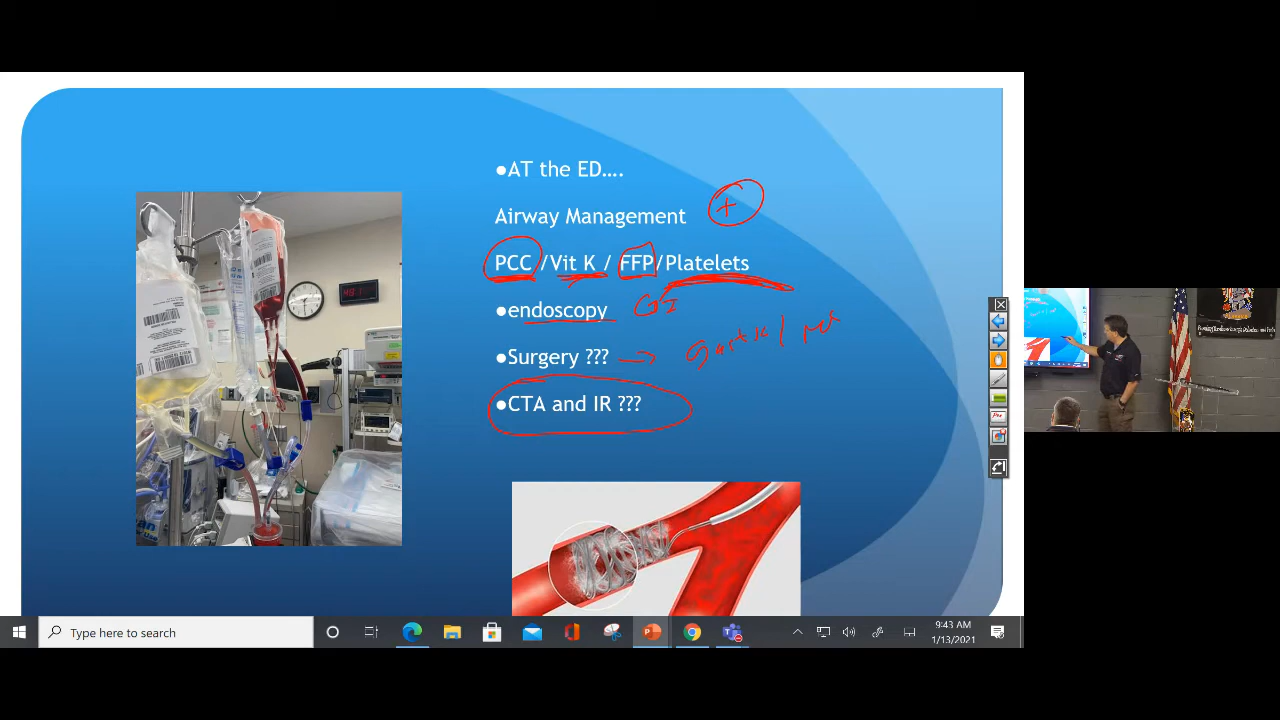 ●AT the ED....
Airway Management +
PCC /Vit K / FFP/Platelets
●endoscopy GI
●Surgery ???
●CTA and IR ???
Type here to search
9:43 AM
1/13/2021